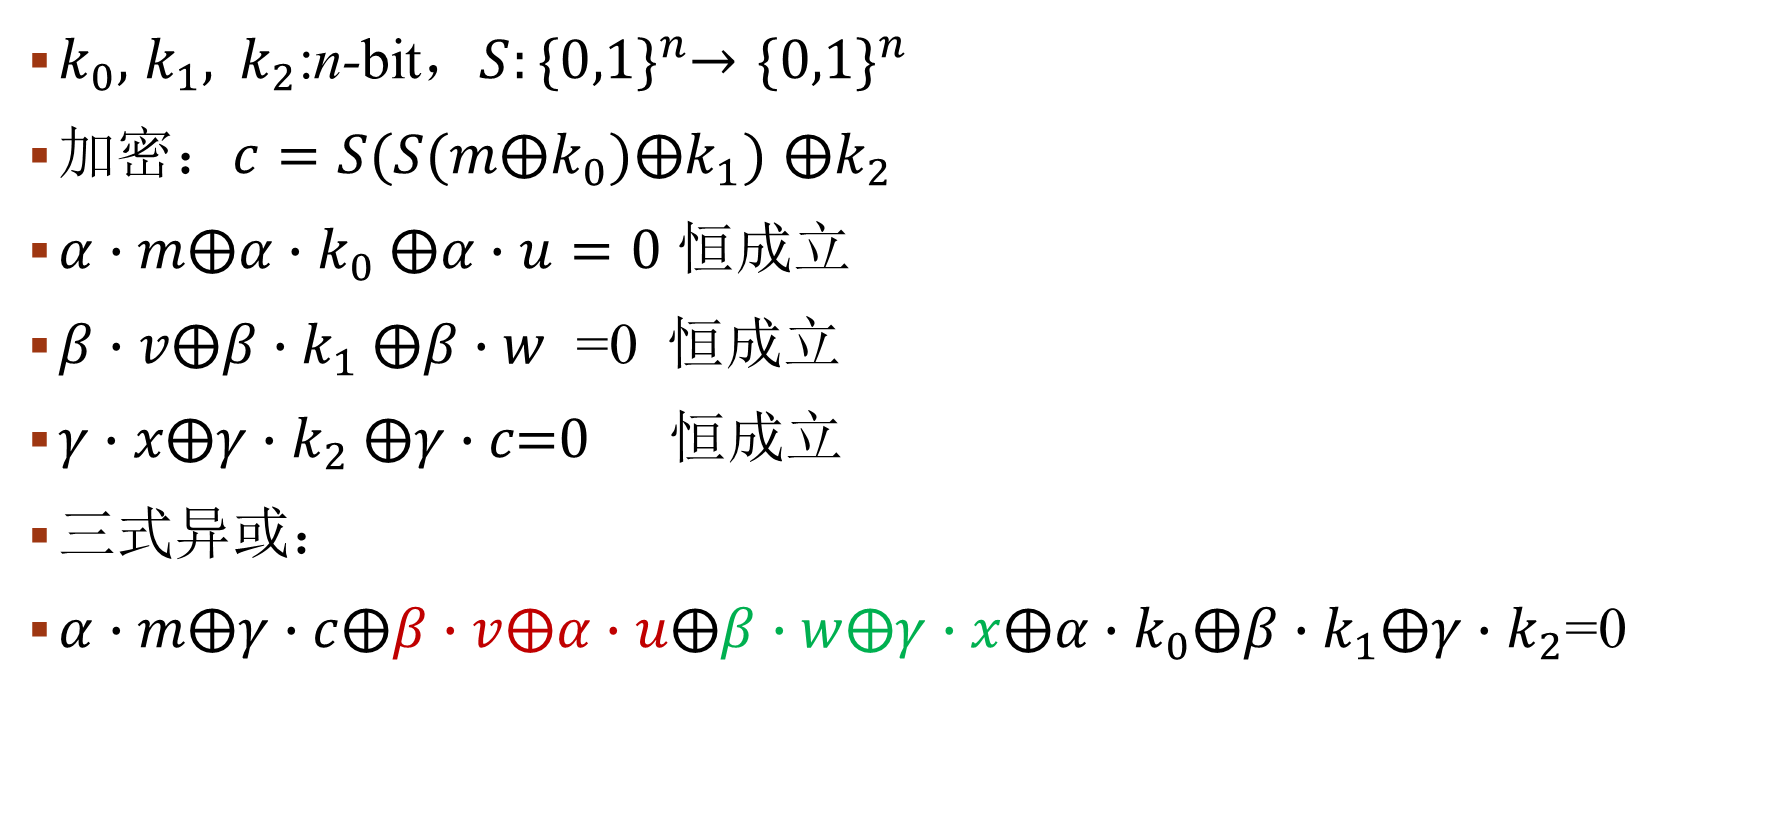 ▪ k₀, k₁, k₂:n-bit，S: {0,1}ⁿ→ {0,1}ⁿ
▪ 加密：c = S(S(m⊕k₀)⊕k₁) ⊕k₂
▪ α · m⊕α · k₀ ⊕α · u = 0 恒成立
▪ β · v⊕β · k₁ ⊕β · w =0 恒成立
▪ γ · x⊕γ · k₂ ⊕γ · c=0 恒成立
▪ 三式异或：
▪ α · m⊕γ · c⊕β · v⊕α · u⊕β · w⊕γ · x⊕α · k₀⊕β · k₁⊕γ · k₂=0